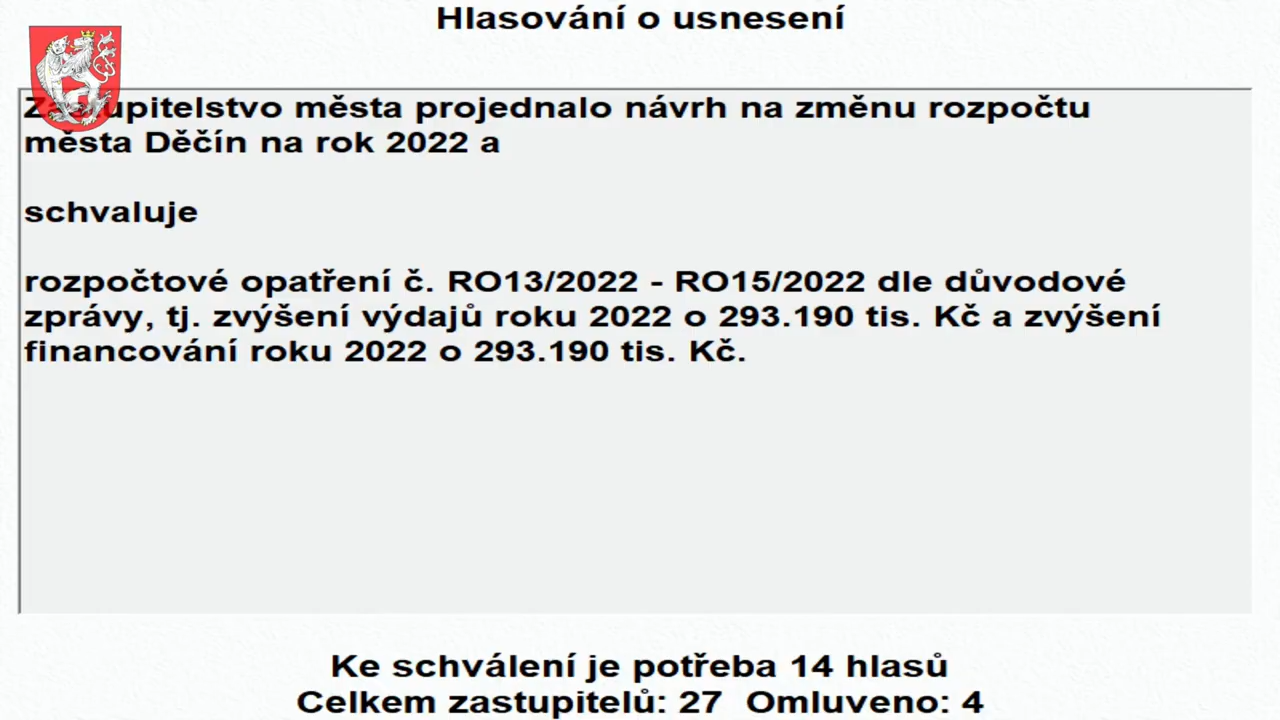 Hlasování o usnesení
Zastupitelstvo města projednalo návrh na změnu rozpočtu
města Děčín na rok 2022 a
schvaluje
rozpočtové opatření č. RO13/2022 - RO15/2022 dle důvodové
zprávy, tj. zvýšení výdajů roku 2022 o 293.190 tis. Kč a zvýšení
financování roku 2022 o 293.190 tis. Kč.
Ke schválení je potřeba 14 hlasů
Celkem zastupitelů: 27 Omluveno: 4